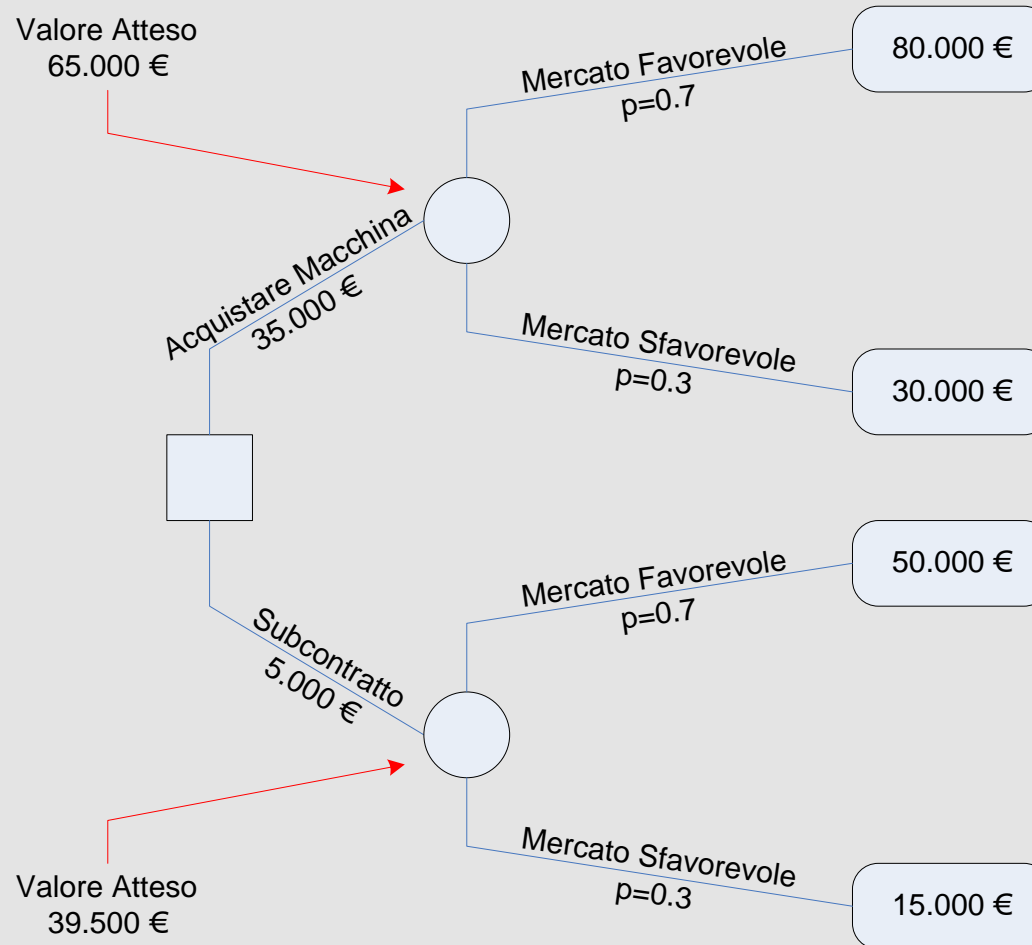 Valore Atteso
65.000 €
Mercato Favorevole
p=0.7
80.000 €
Acquistare Macchina
35.000 €
Mercato Sfavorevole
p=0.3
30.000 €
Subcontratto
5.000 €
Mercato Favorevole
p=0.7
50.000 €
Mercato Sfavorevole
p=0.3
15.000 €
Valore Atteso
39.500 €